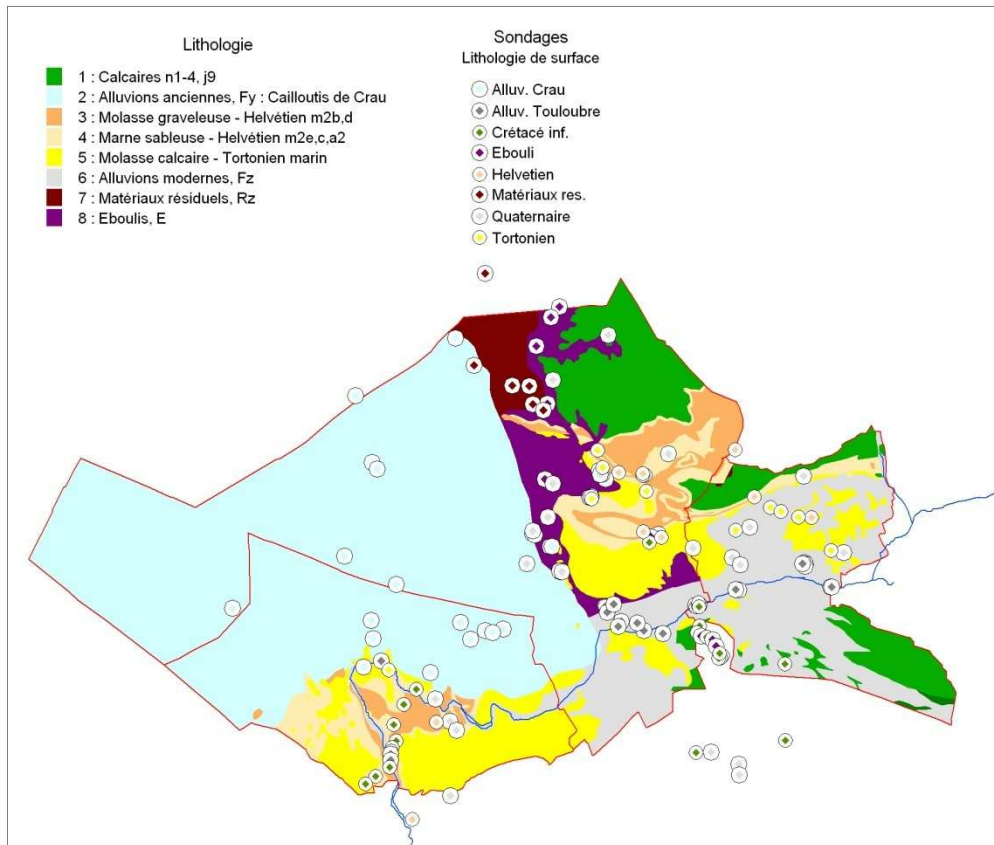 Lithologie
1 : Calcaires n1-4, j9
2 : Alluvions anciennes, Fy : Cailloutis de Crau
3 : Molasse graveleuse - Helvétien m2b,d
4 : Marne sableuse - Helvétien m2e,c,a2
5 : Molasse calcaire - Tortonien marin
6 : Alluvions modernes, Fz
7 : Matériaux résiduels, Rz
8 : Eboulis, E
Sondages
Lithologie de surface
Alluv. Crau
Alluv. Touloubre
Crétacé inf.
Ebouli
Helvetien
Matériaux res.
Quaternaire
Tortonien